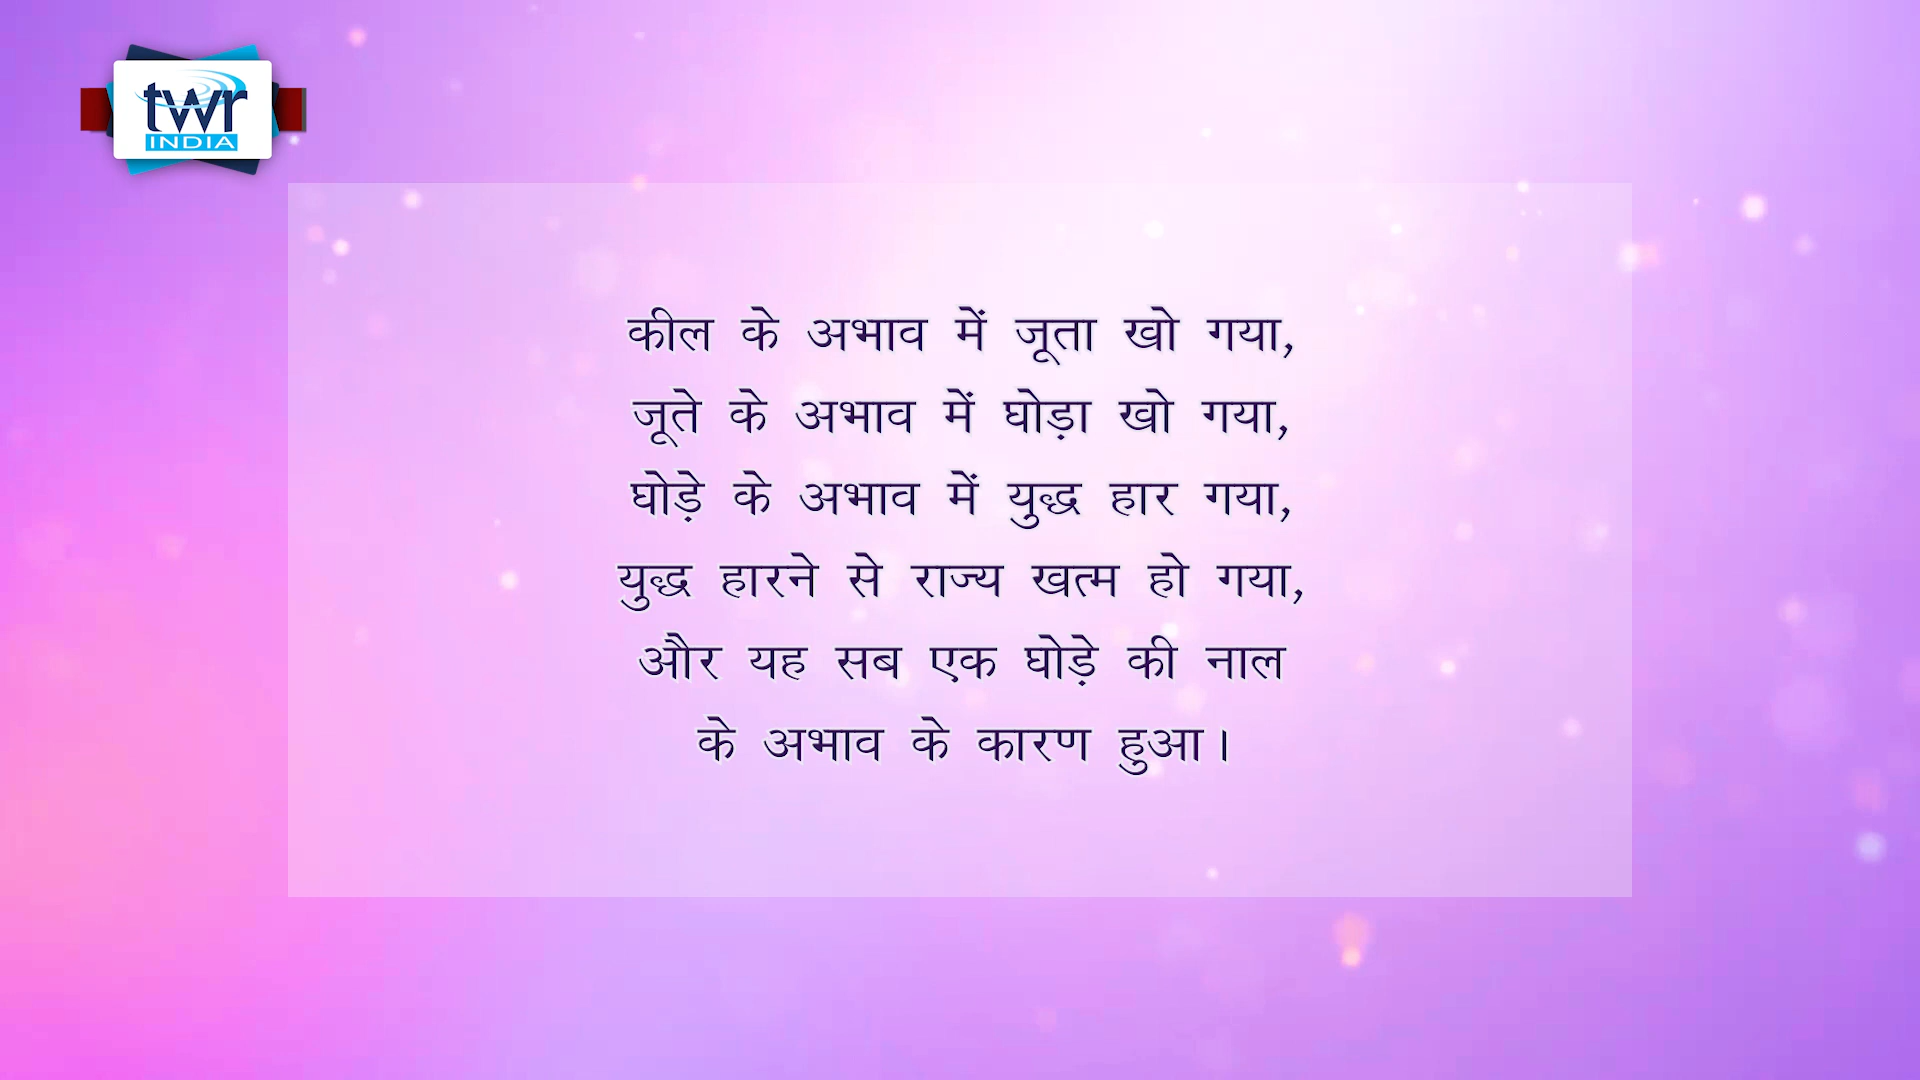 twr
INDIA
कील के अभाव में जूता खो गया,
जूते के अभाव में घोड़ा खो गया,
घोड़े के अभाव में युद्ध हार गया,
युद्ध हारने से राज्य खत्म हो गया,
और यह सब एक घोड़े की नाल
के अभाव के कारण हुआ।